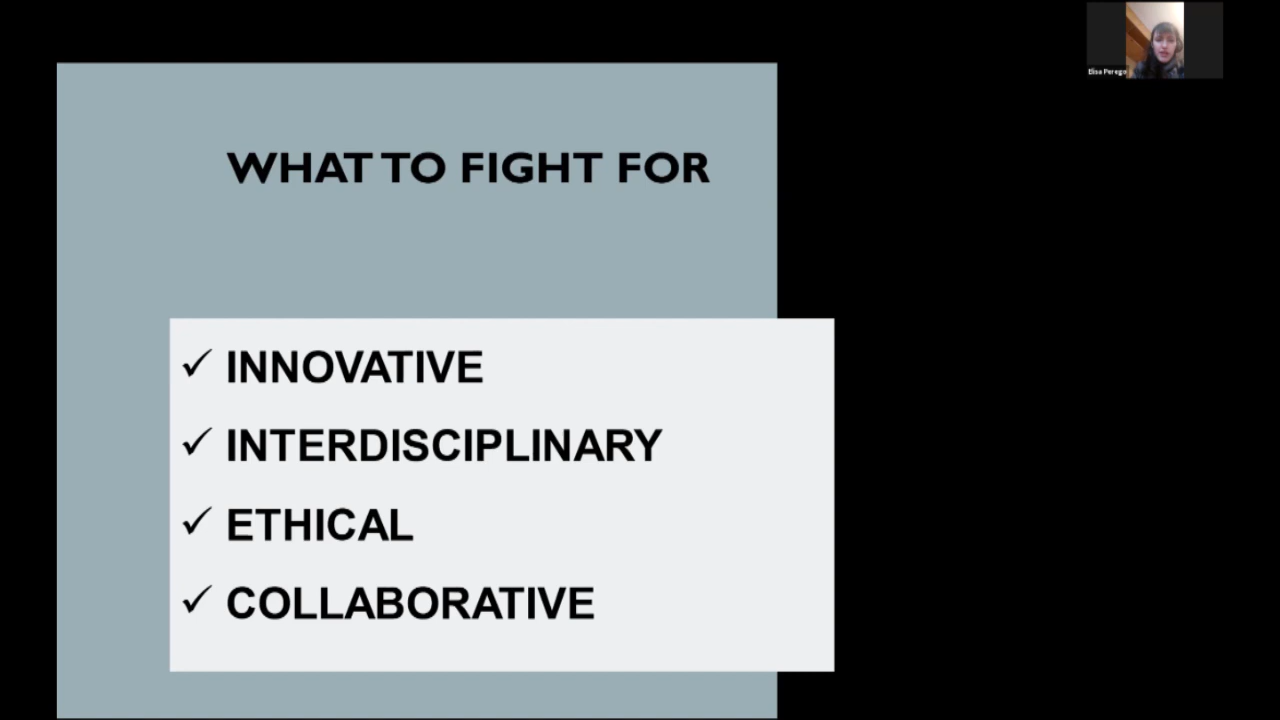 Elisa Perego
WHAT TO FIGHT FOR
✓ INNOVATIVE
✓ INTERDISCIPLINARY
✓ ETHICAL
✓ COLLABORATIVE